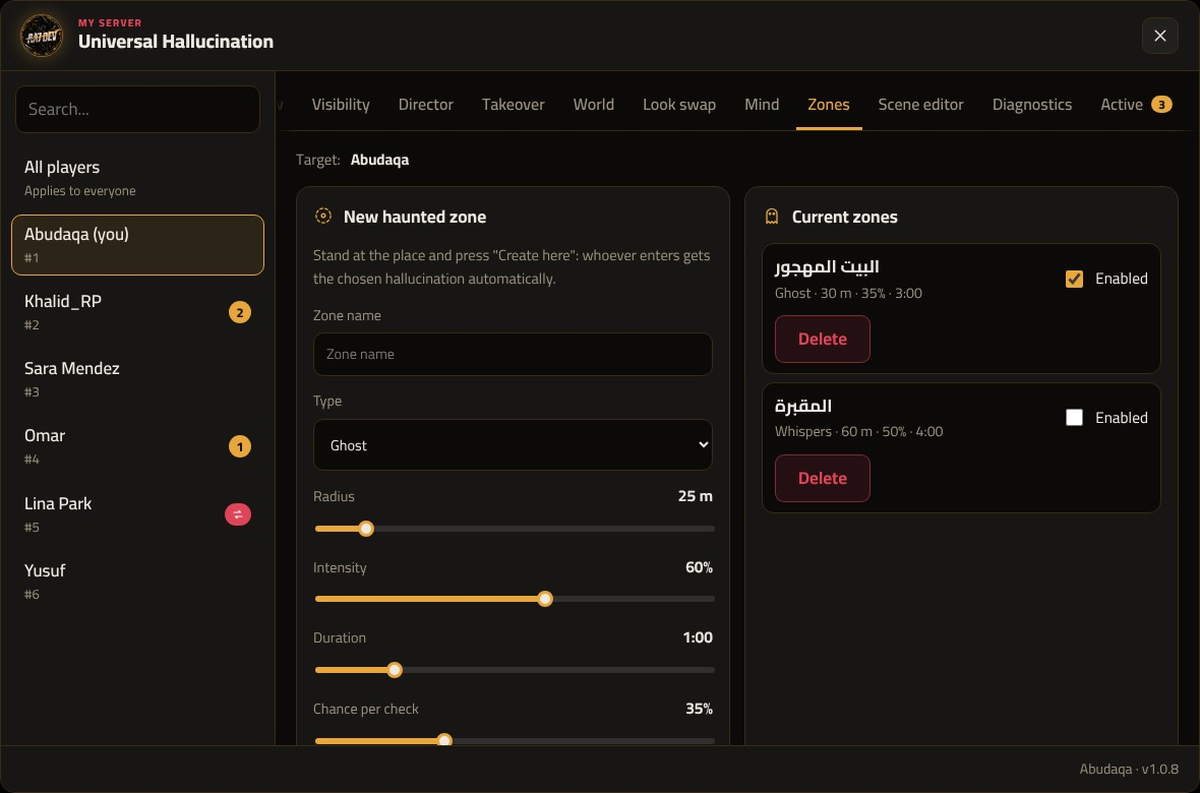 RA7DEV
MY SERVER
Universal Hallucination
Search...
All players
Applies to everyone
Abudaqa (you)
#1
Khalid_RP
#2
2
Sara Mendez
#3
Omar
#4
1
Lina Park
#5
Yusuf
#6
Visibility
Director
Takeover
World
Look swap
Mind
Zones
Scene editor
Diagnostics
Active 3
Target: Abudaqa
New haunted zone
Stand at the place and press "Create here": whoever enters gets
the chosen hallucination automatically.
Zone name
Zone name
Type
Ghost
Radius 25 m
Intensity 60%
Duration 1:00
Chance per check 35%
Current zones
البيت المهجور
Ghost · 30 m · 35% · 3:00
Enabled
Delete
المقبرة
Whispers · 60 m · 50% · 4:00
Enabled
Delete
Abudaqa · v1.0.8